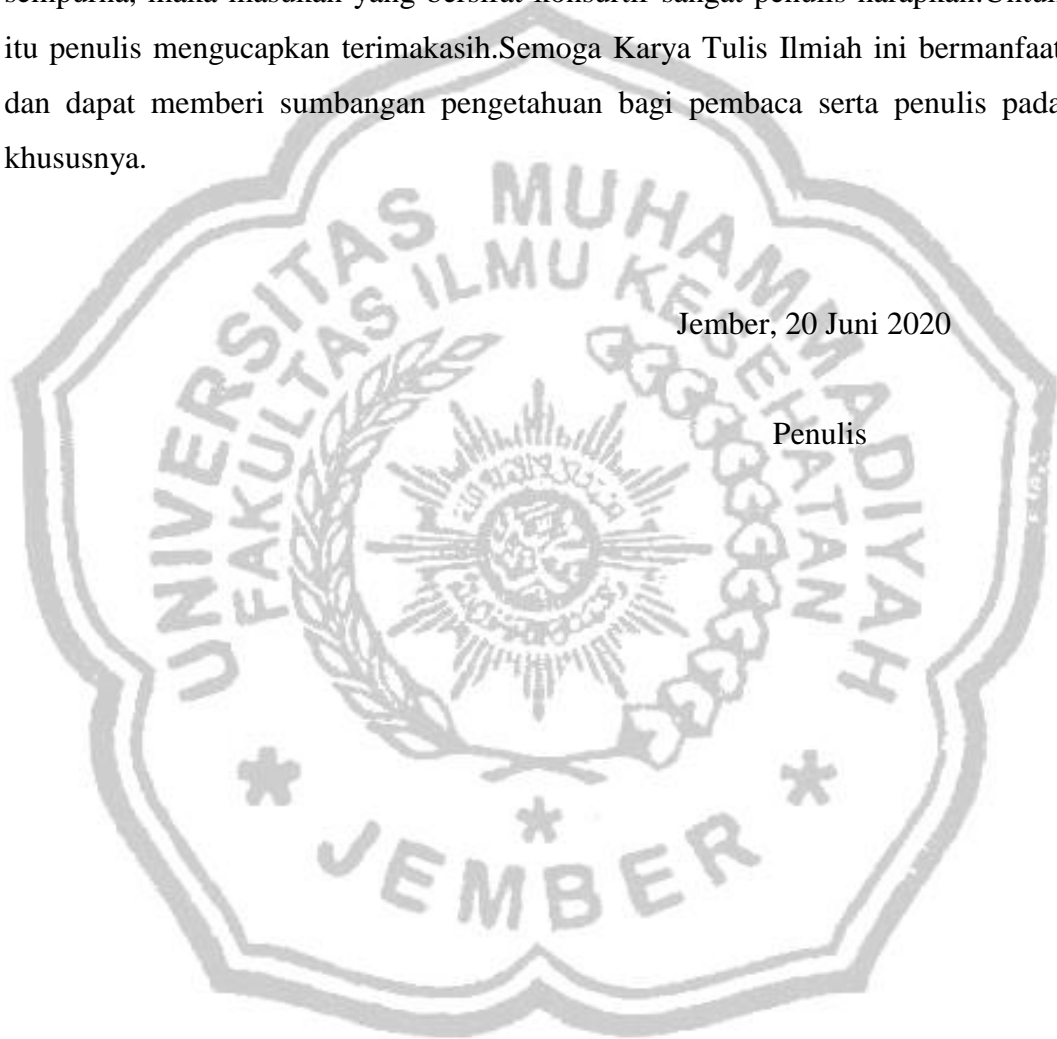 sempurna, maka masukan yang bersifat konsurtif sangat penulis harapkan.Untuk
itu penulis mengucapkan terimakasih.Semoga Karya Tulis Ilmiah ini bermanfaat
dan dapat memberi sumbangan pengetahuan bagi pembaca serta penulis pada
khususnya.
UNIVERSITAS MUHAMMADIYAH
FAKULTAS ILMU KESEHATAN
Jember, 20 Juni 2020
Penulis
* * *
JEMBER